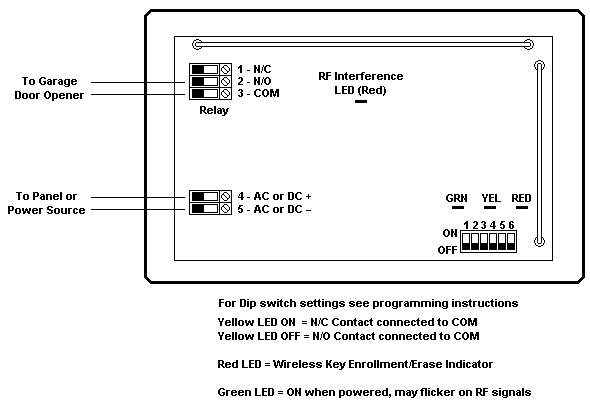 1 - N/C
To Garage
Door Opener
2 - N/O
3 - COM
Relay
RF Interference
LED (Red)
To Panel or
Power Source
4 - AC or DC +
5 - AC or DC –
GRN YEL RED
1 2 3 4 5 6
ON
OFF
For Dip switch settings see programming instructions
Yellow LED ON = N/C Contact connected to COM
Yellow LED OFF = N/O Contact connected to COM
Red LED = Wireless Key Enrollment/Erase Indicator
Green LED = ON when powered, may flicker on RF signals